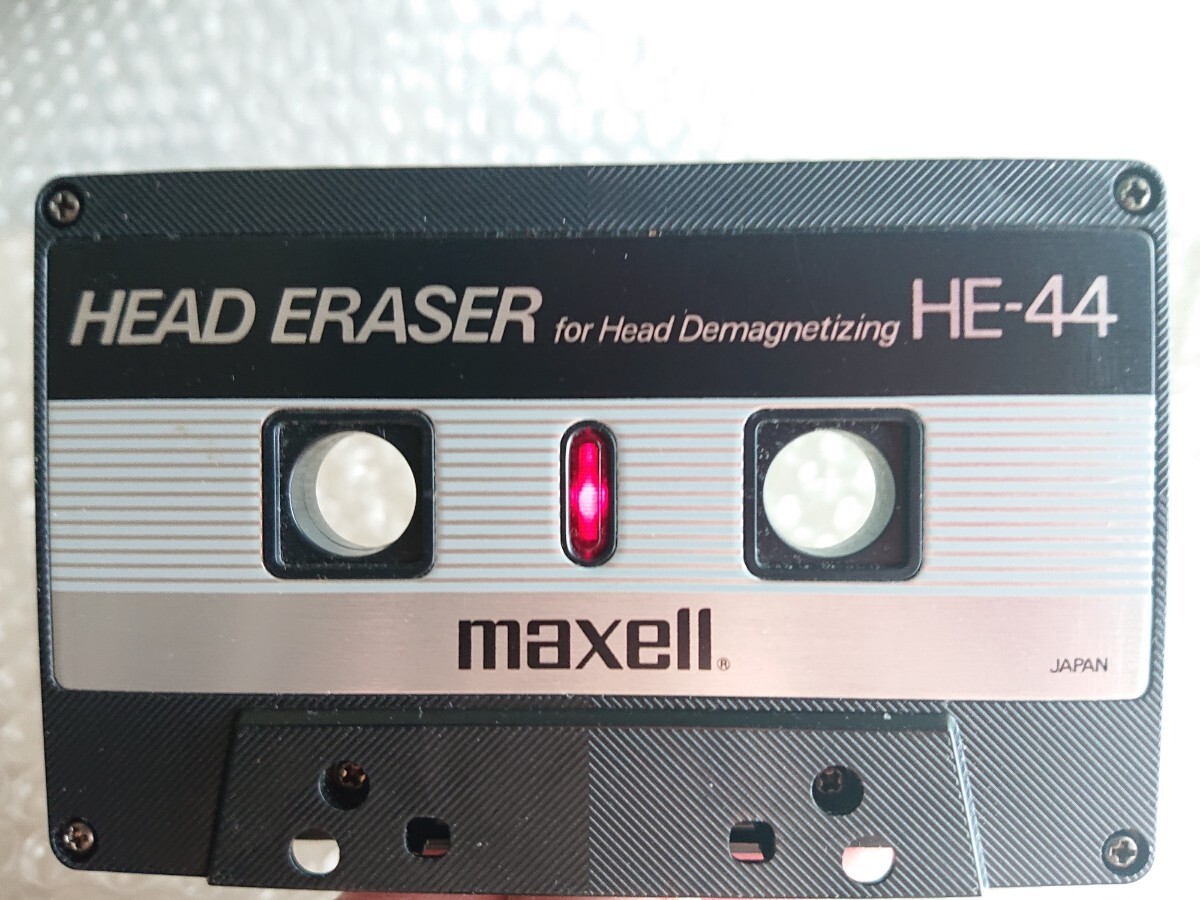 HEAD ERASER for Head Demagnetizing HE-44
maxell®
JAPAN